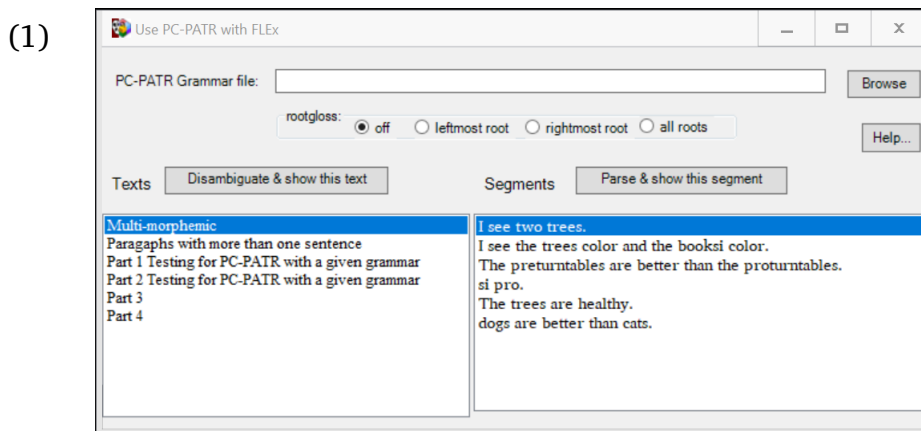 (1)
Use PC-PATR with FLEx
PC-PATR Grammar file:
Browse
rootgloss:
off leftmost root rightmost root all roots
Help...
Texts Disambiguate & show this text Segments Parse & show this segment
Multi-morphemic
Paragaphs with more than one sentence
Part 1 Testing for PC-PATR with a given grammar
Part 2 Testing for PC-PATR with a given grammar
Part 3
Part 4
I see two trees.
I see the trees color and the booksi color.
The preturntables are better than the proturntables.
si pro.
The trees are healthy.
dogs are better than cats.